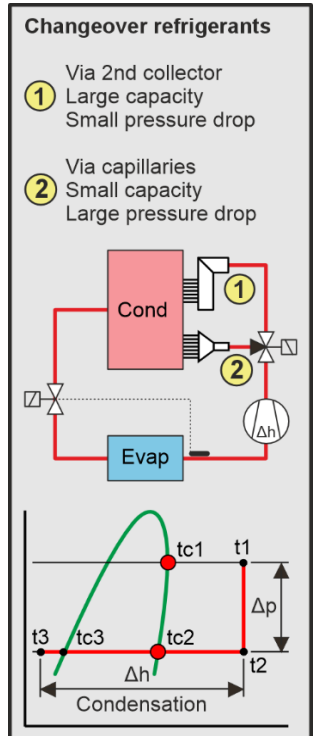 Changeover refrigerants
Via 2nd collector
1 Large capacity
Small pressure drop
Via capillaries
2 Small capacity
Large pressure drop
Cond
1
2
Δh
Evap
tc1 t1
Δp
t3 tc3 tc2 t2
Δh
Condensation